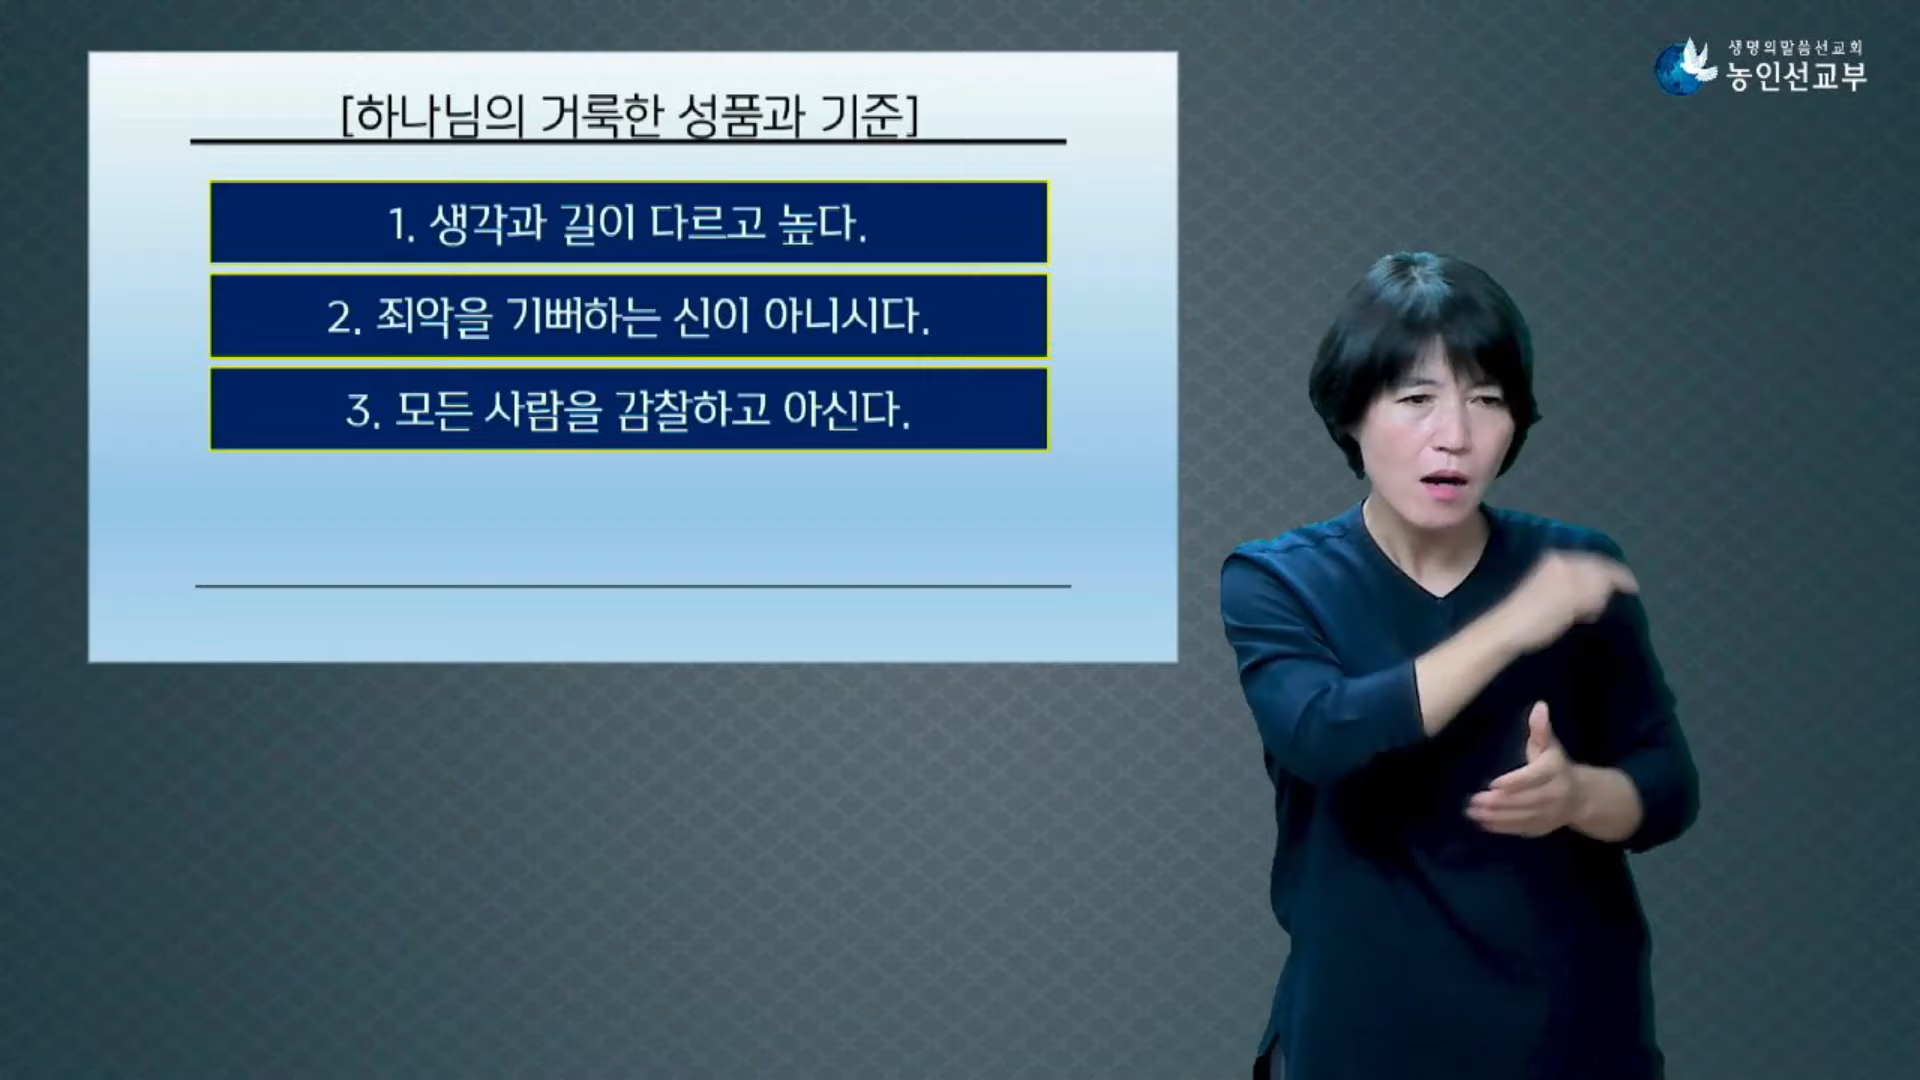 [하나님의 거룩한 성품과 기준]
1. 생각과 길이 다르고 높다.
2. 죄악을 기뻐하는 신이 아니시다.
3. 모든 사람을 감찰하고 아신다.
생명의말씀선교회
농인선교부